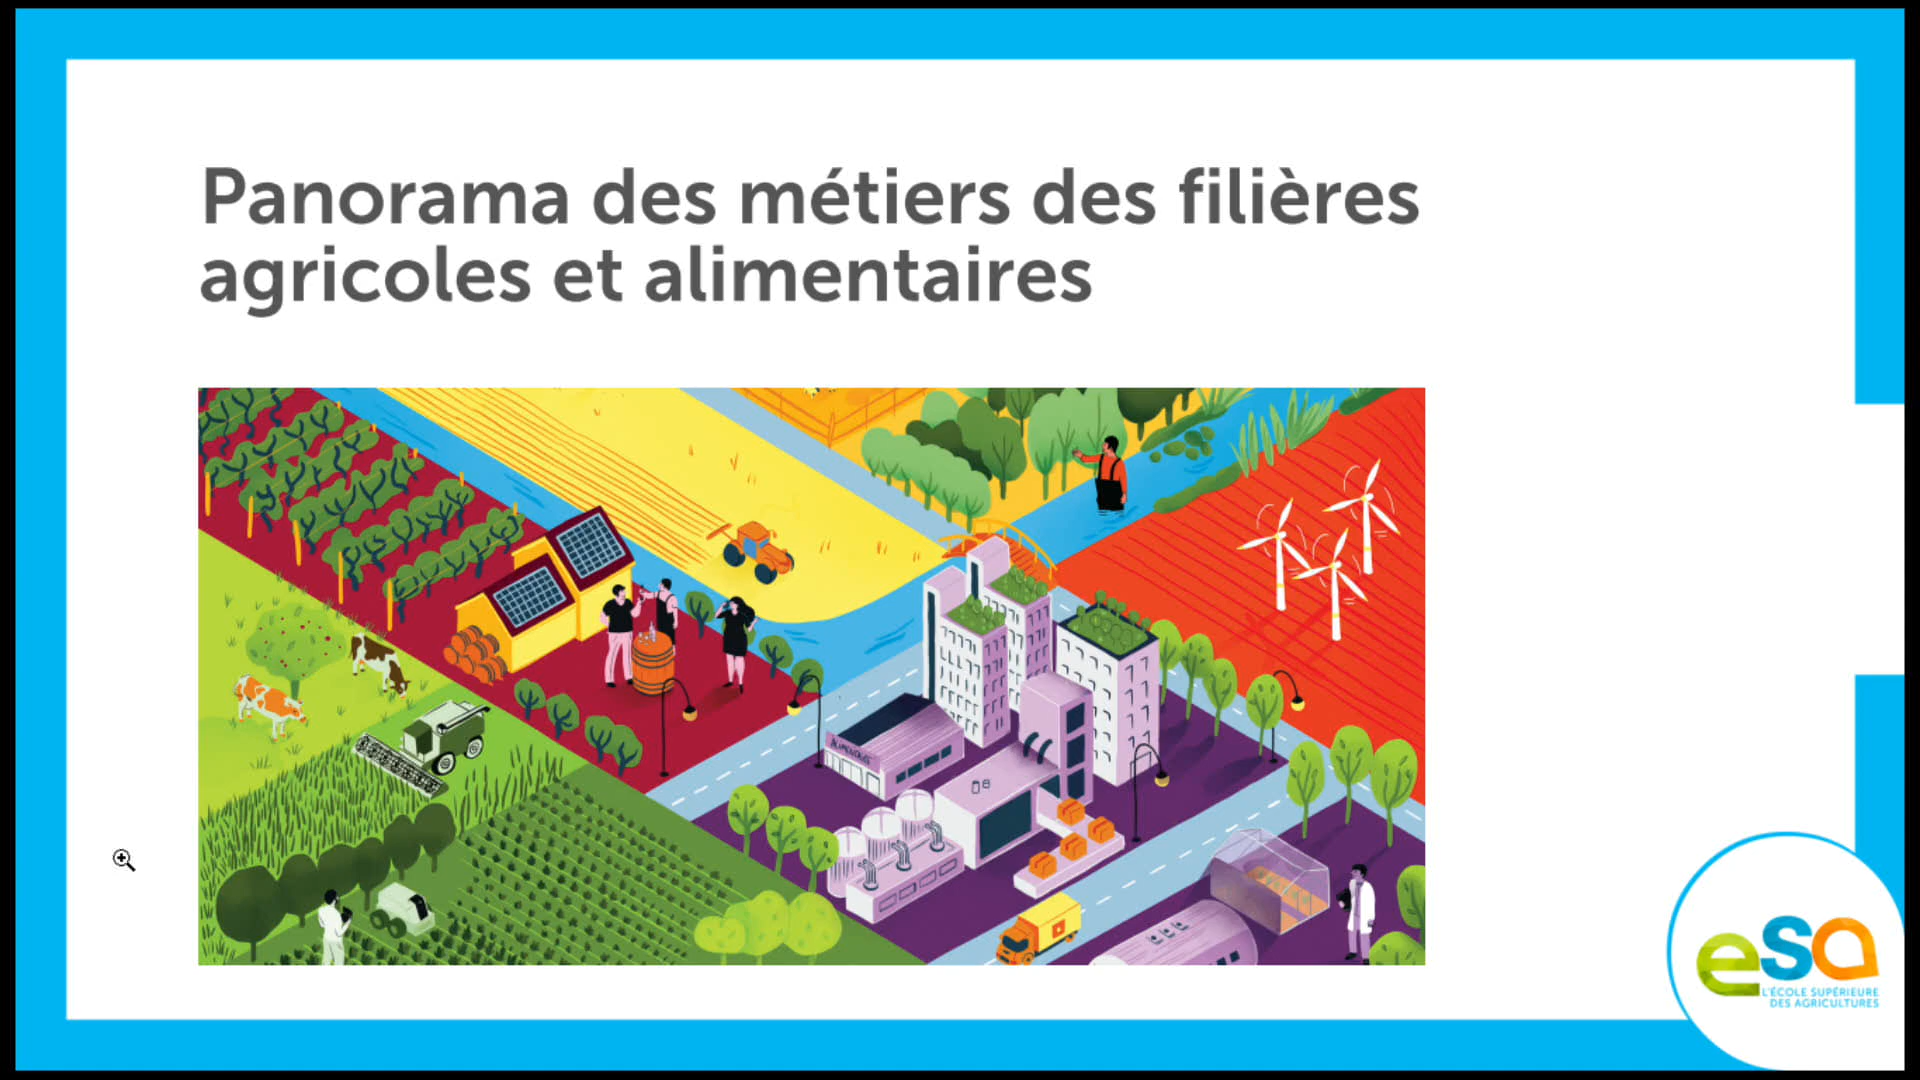 Panorama des métiers des filières
agricoles et alimentaires
esa
L'ÉCOLE SUPÉRIEURE
DES AGRICULTURES